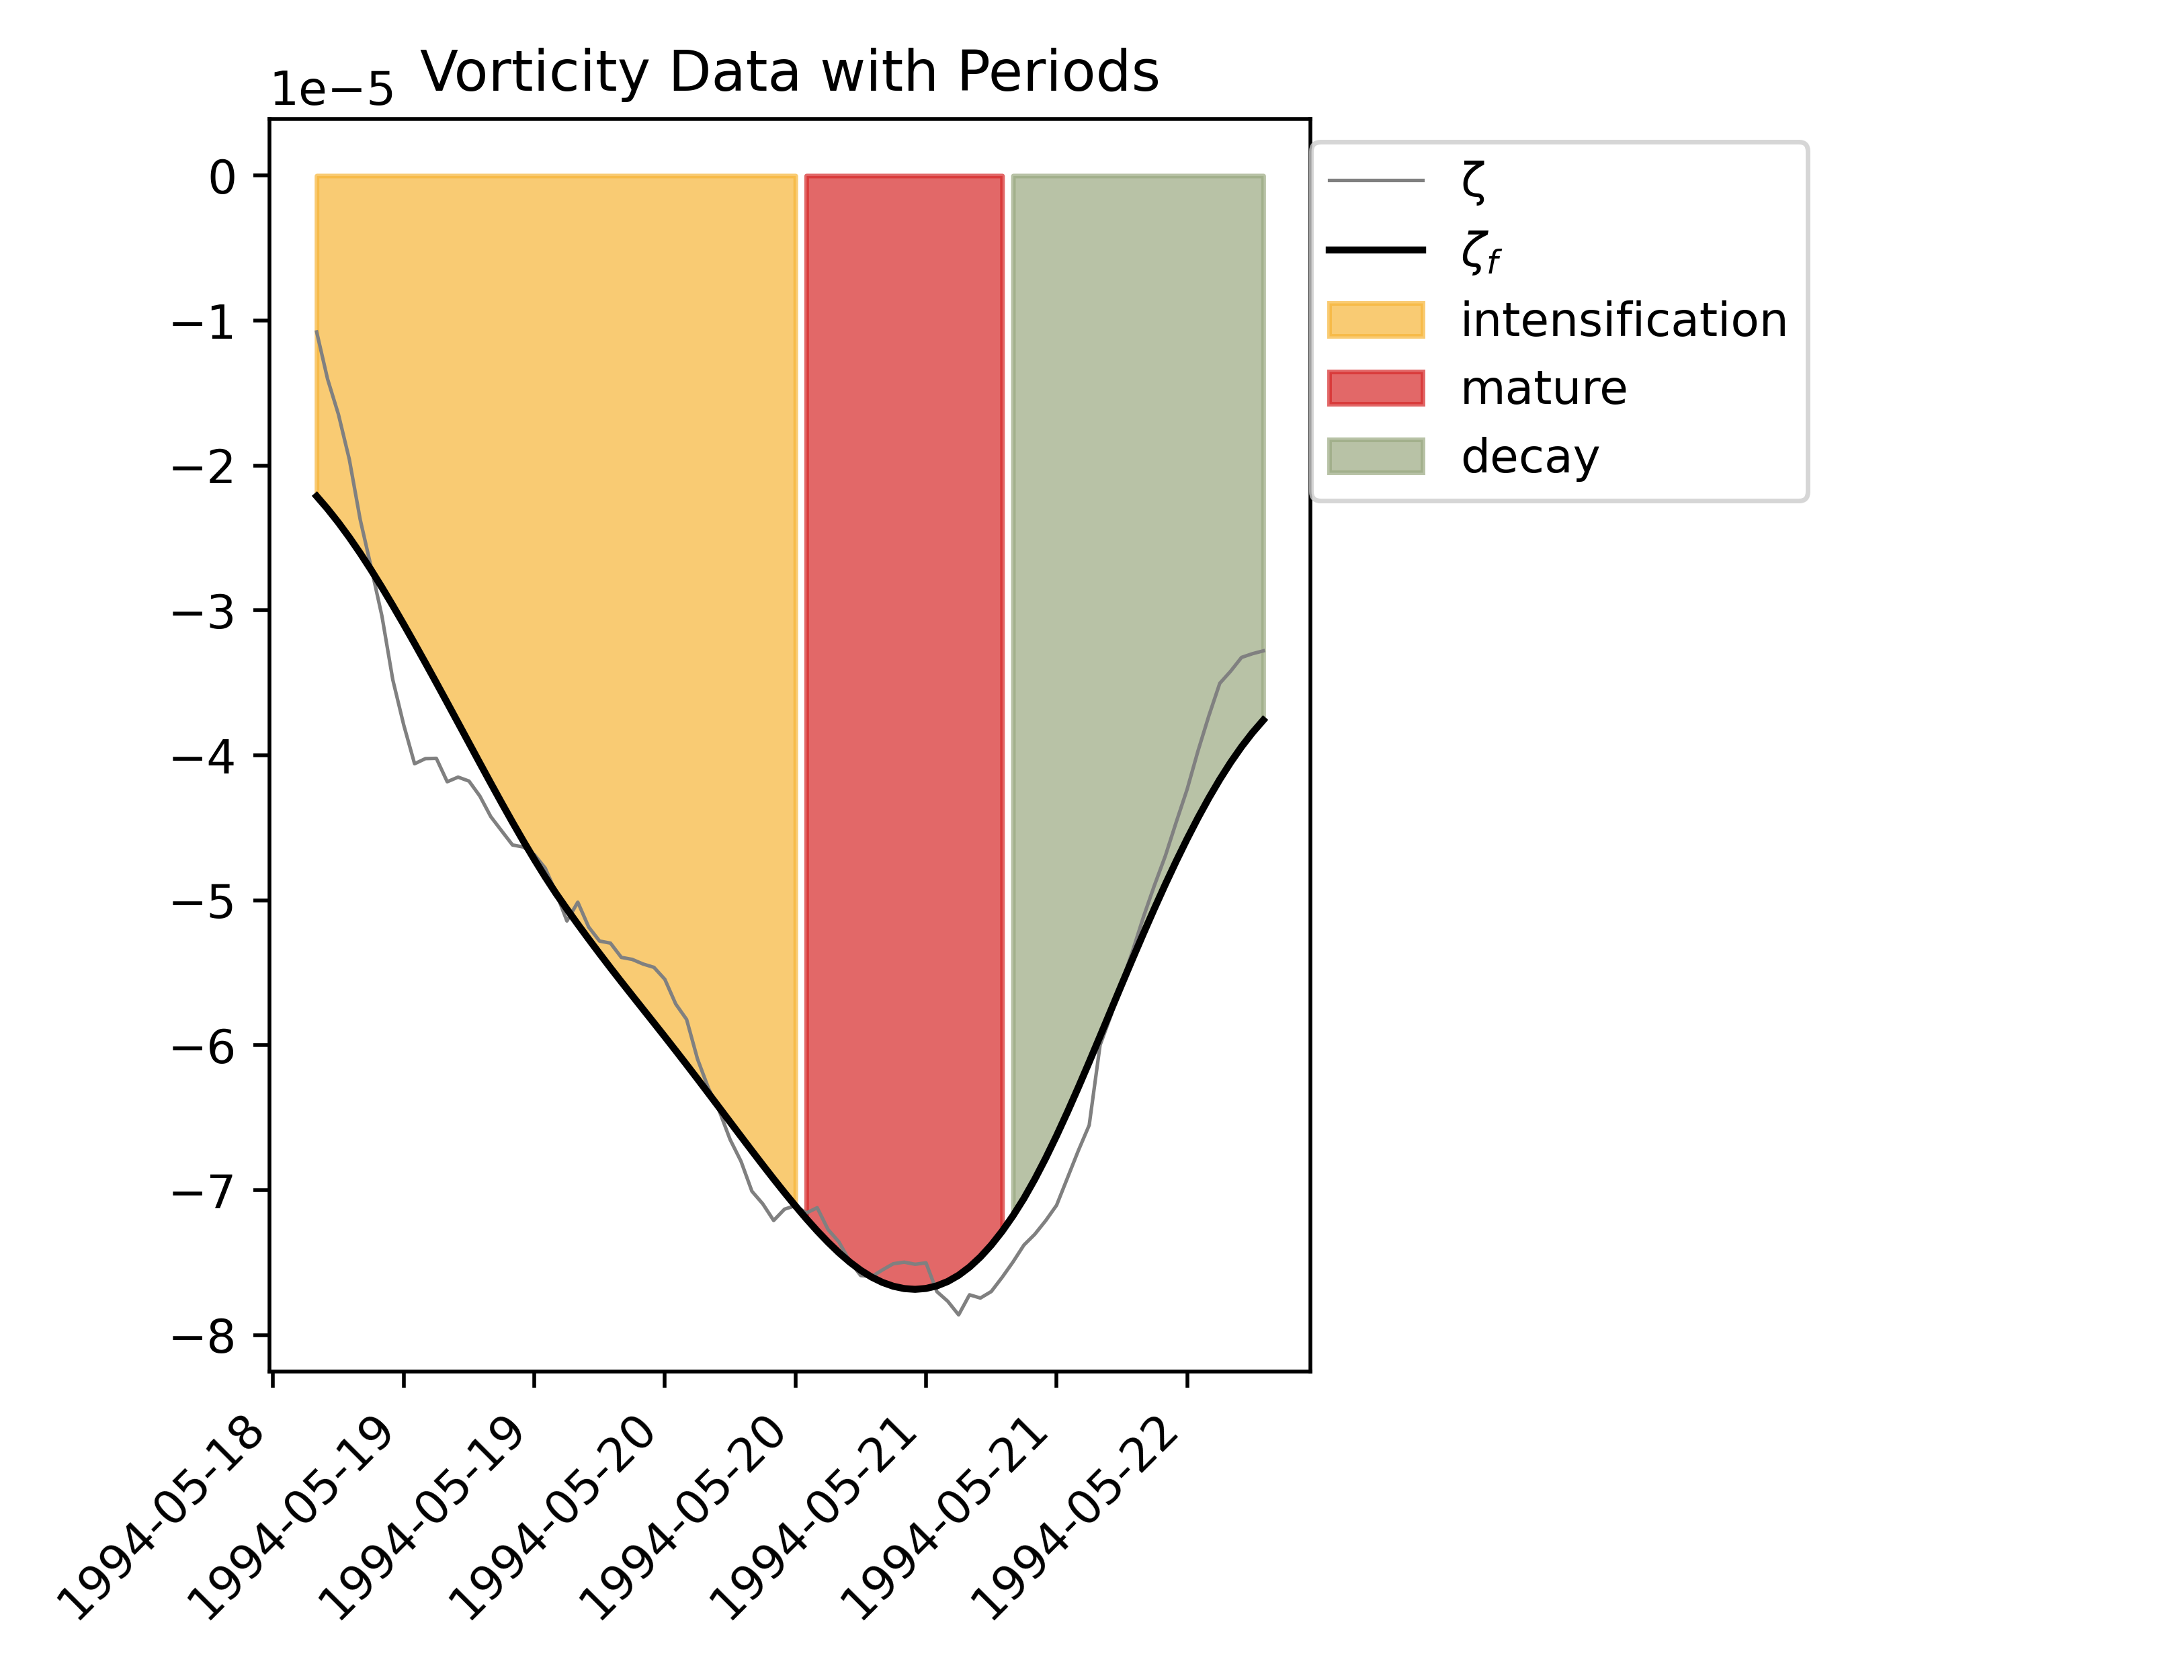 Vorticity Data with Periods
1e−5
0
−1
−2
−3
−4
−5
−6
−7
−8
1994-05-18
1994-05-19
1994-05-19
1994-05-20
1994-05-20
1994-05-21
1994-05-21
1994-05-22
ζ
ζf
intensification
mature
decay